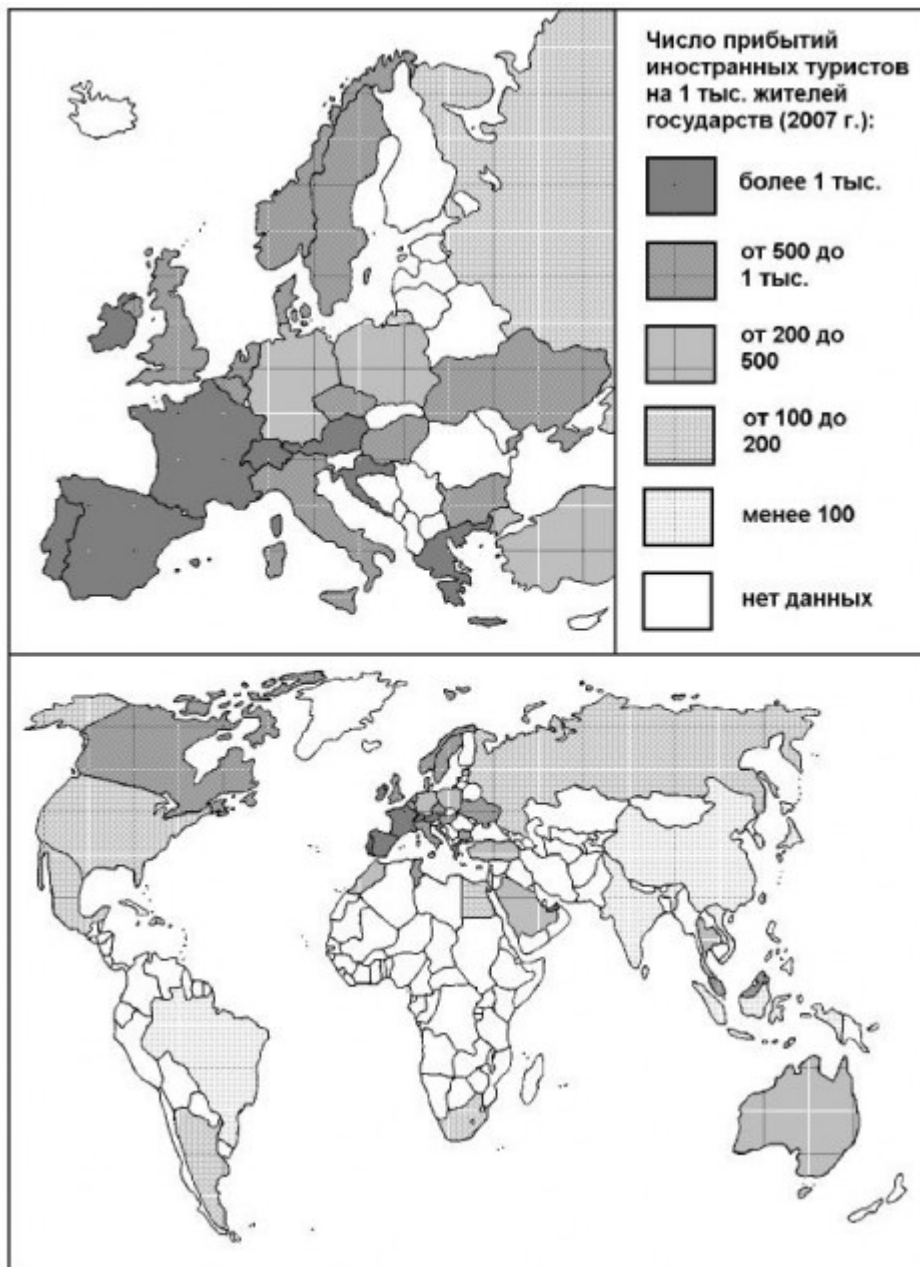 Число прибытий
иностранных туристов
на 1 тыс. жителей
государств (2007 г.):
более 1 тыс.
от 500 до
1 тыс.
от 200 до
500
от 100 до
200
менее 100
нет данных